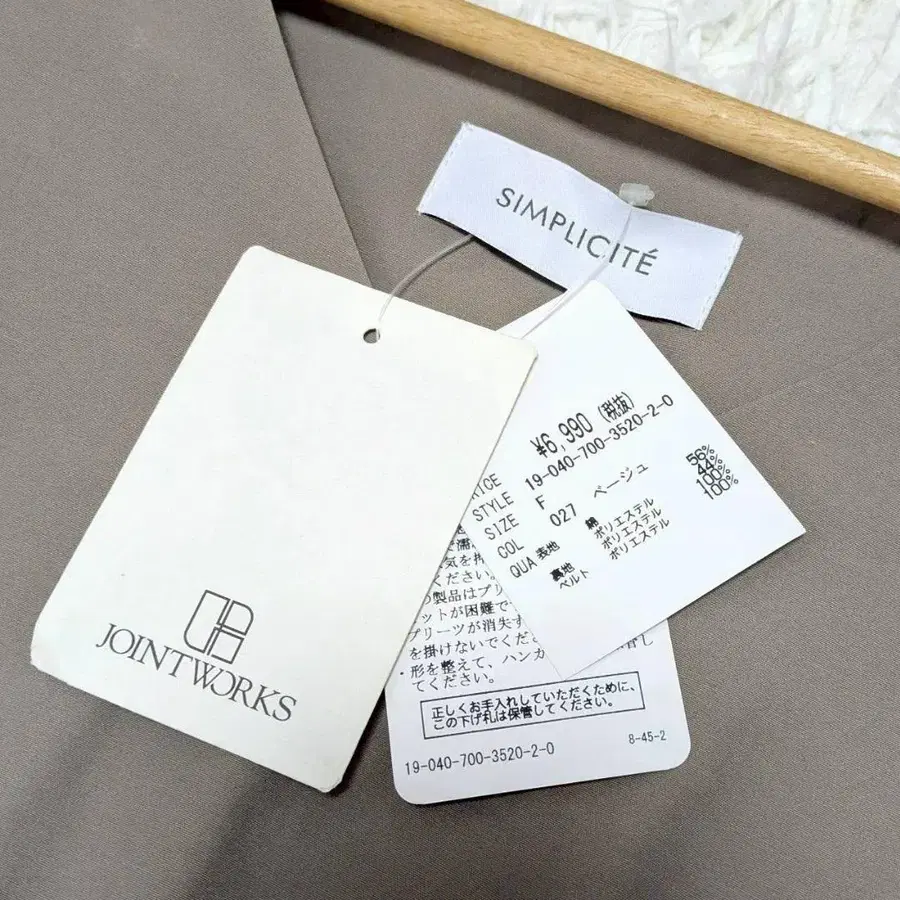 SIMPLICITÉ
¥6,990 (税抜)
STYLE 19-040-700-3520-2-0
SIZE F
COL 027 ベージュ
QUA 表地 綿 56%
ポリエステル 44%
裏地 ポリエステル 100%
ベルト ポリエステル 100%
JOINTWORKS
ください。
製品はプリ
ットが困難で
プリーツが消失す
を掛けないでくださ
・形を整えて、ハンガ
てください。
正しくお手入れしていただくために、
この下げ札は保管してください。
19-040-700-3520-2-0 8-45-2